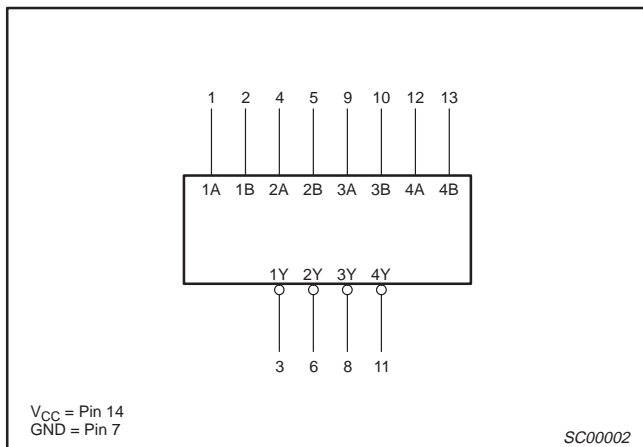 1 2 4 5 9 10 12 13
1A 1B 2A 2B 3A 3B 4A 4B
1Y 2Y 3Y 4Y
3 6 8 11
VCC = Pin 14
GND = Pin 7
SC00002